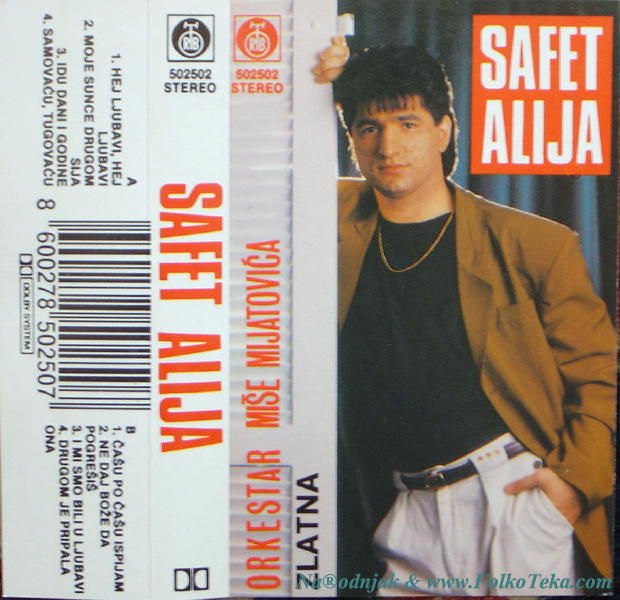 A
1. HEJ LJUBAVI, HEJ
LJUBAVI
2. MOJE SUNCE DRUGOM
SIJA
3. IDU DANI I GODINE
4. SAMOVAĆU, TUGOVAĆU
8 600278 502507
DOLBY SYSTEM
B
1. ČAŠU PO ČAŠU ISPIJAM
2. NE DAJ BOŽE DA
POGREŠIŠ
3. I MI SMO BILI U LJUBAVI
4. DRUGOM JE PRIPALA
ONA
RTB
502502
STEREO
SAFET ALIJA
RTB
502502
STEREO
ORKESTAR MIŠE MIJATOVIĆA
ZLATNA
SAFET
ALIJA
Na®odnjak & www.FolkoTeka.com